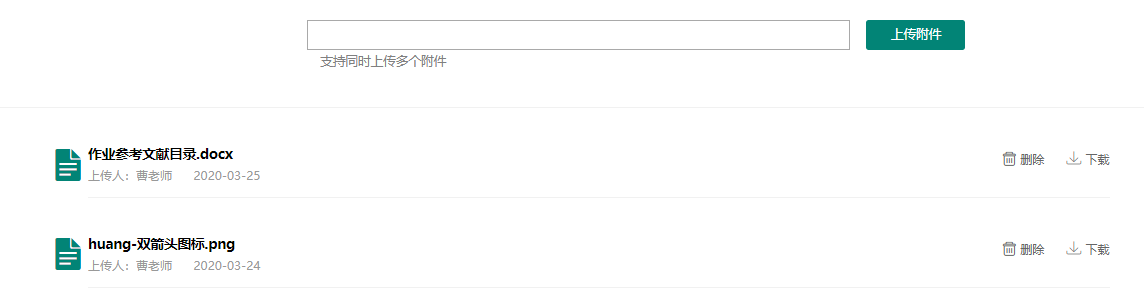 上传附件
支持同时上传多个附件
作业参考文献目录.docx
上传人：曹老师 2020-03-25
删除 下载
huang-双箭头图标.png
上传人：曹老师 2020-03-24
删除 下载